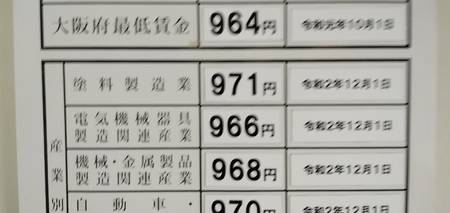 大阪府最低賃金 964円 令和元年10月1日
塗料製造業 971円 令和2年12月1日
電気機械器具
製造関連産業 966円 令和2年12月1日
機械・金属製品
製造関連産業 968円 令和2年12月1日
自動車・ 970円
産業別